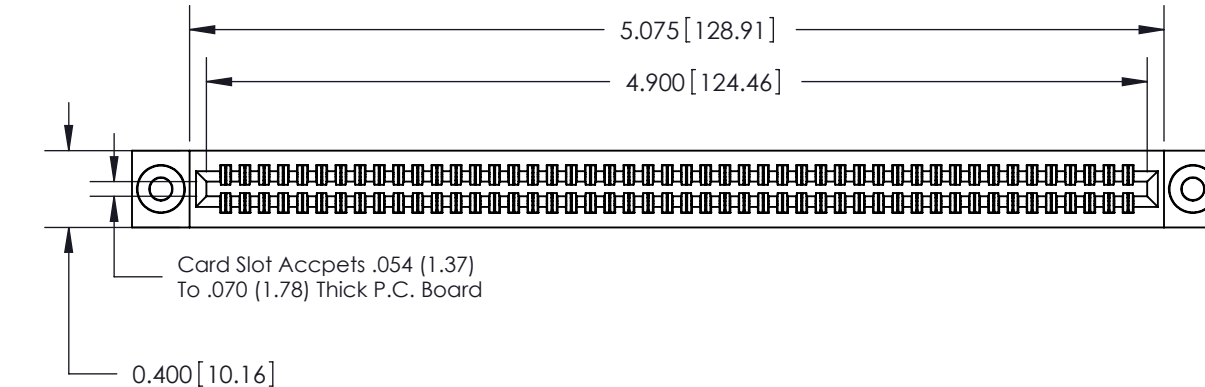 5.075[128.91]
4.900[124.46]
Card Slot Accpets .054 (1.37)
To .070 (1.78) Thick P.C. Board
0.400[10.16]